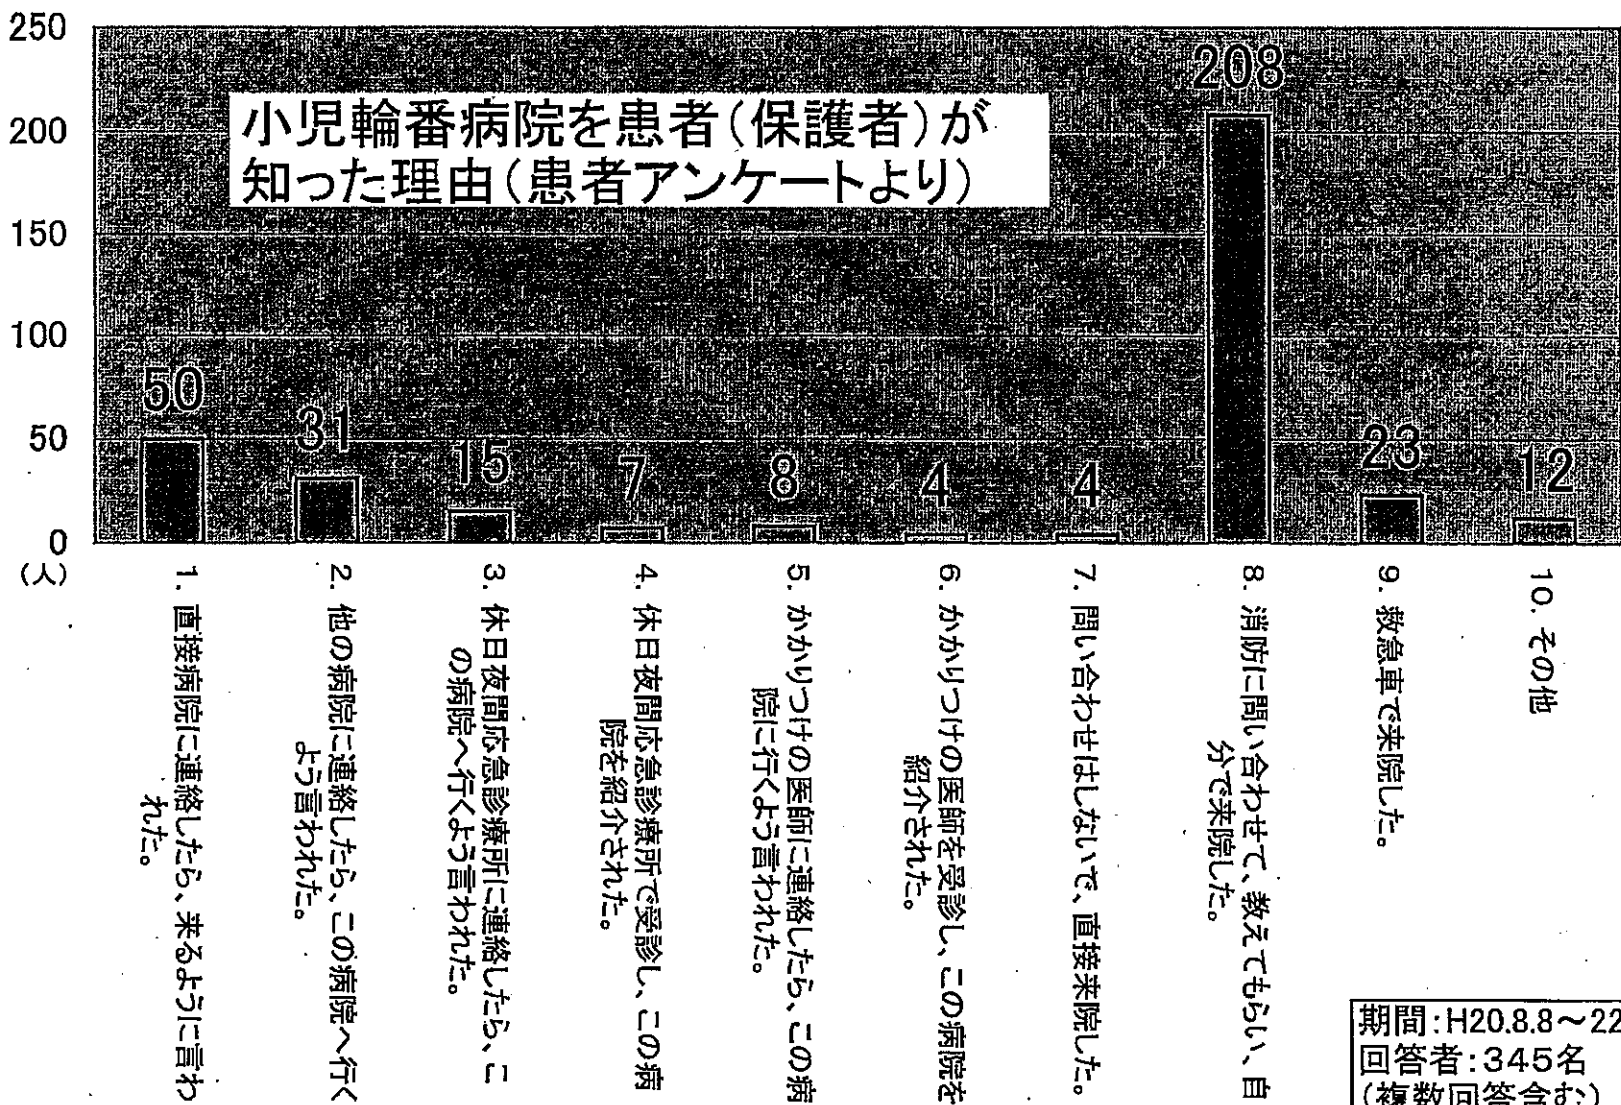 250
200
150
100
50
0
(人)
小児輪番病院を患者(保護者)が
知った理由(患者アンケートより)
50
31
15
7
8
4
4
208
23
12
1. 直接病院に連絡したら、来るように言わ
れた。
2. 他の病院に連絡したら、この病院へ行く
よう言われた。
3. 休日夜間応急診療所に連絡したら、こ
の病院へ行くよう言われた。
4. 休日夜間応急診療所で受診し、この病
院を紹介された。
5. かかりつけの医師に連絡したら、この病
院に行くよう言われた。
6. かかりつけの医師を受診し、この病院を
紹介された。
7. 問い合わせはしないで、直接来院した。
8. 消防に問い合わせて、教えてもらい、自
分で来院した。
9. 救急車で来院した。
10. その他
期間:H20.8.8～22
回答者:345名
(複数回答含む)